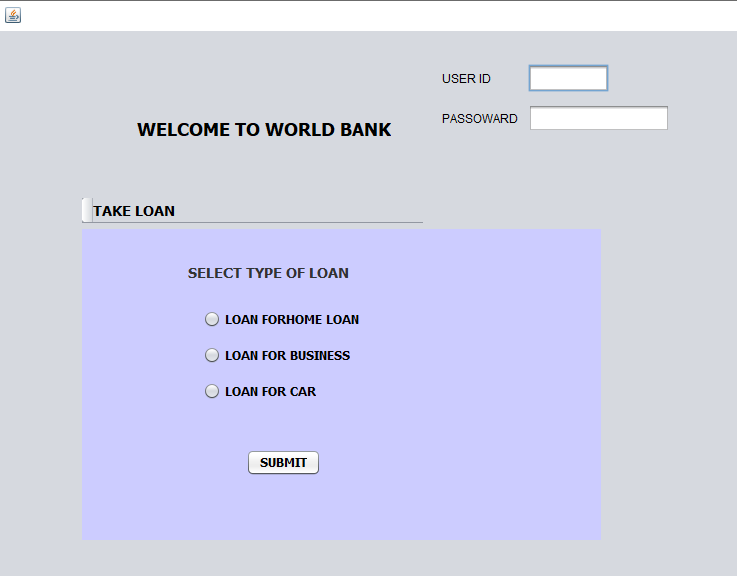 USER ID
PASSOWARD
WELCOME TO WORLD BANK
TAKE LOAN
SELECT TYPE OF LOAN
LOAN FORHOME LOAN
LOAN FOR BUSINESS
LOAN FOR CAR
SUBMIT